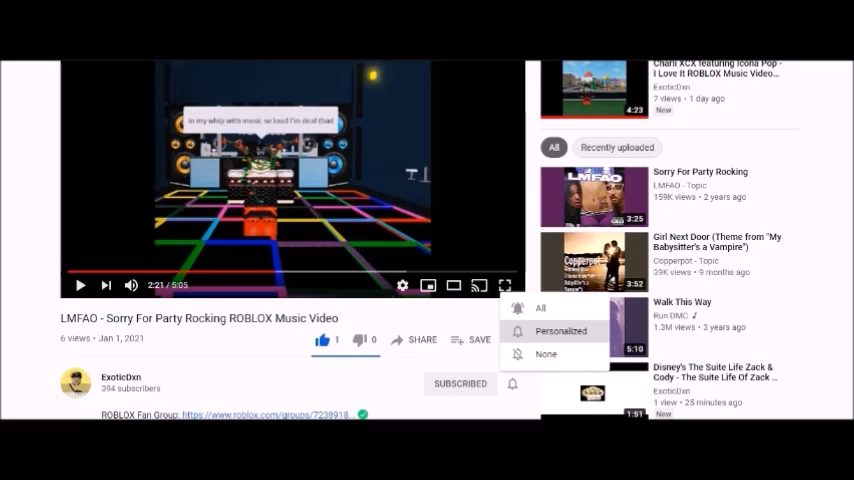 In my whip with music so loud I'm deaf (bad
2:21 / 5:05
LMFAO - Sorry For Party Rocking ROBLOX Music Video
6 views • Jan 1, 2021
1
0
SHARE
SAVE
ExoticDxn
394 subscribers
SUBSCRIBED
ROBLOX Fan Group: https://www.roblox.com/groups/7238918...
All
Personalized
None
4:23
Charli XCX featuring Icona Pop -
I Love It ROBLOX Music Video...
ExoticDxn
7 views • 1 day ago
New
All
Recently uploaded
LMFAO
3:25
Sorry For Party Rocking
LMFAO - Topic
159K views • 2 years ago
Copperpot
3:52
Girl Next Door (Theme from "My
Babysitter's a Vampire")
Copperpot - Topic
39K views • 9 months ago
5:10
Walk This Way
Run DMC
1.3M views • 3 years ago
1:51
Disney's The Suite Life Zack &
Cody - The Suite Life Of Zack ...
ExoticDxn
1 view • 25 minutes ago
New